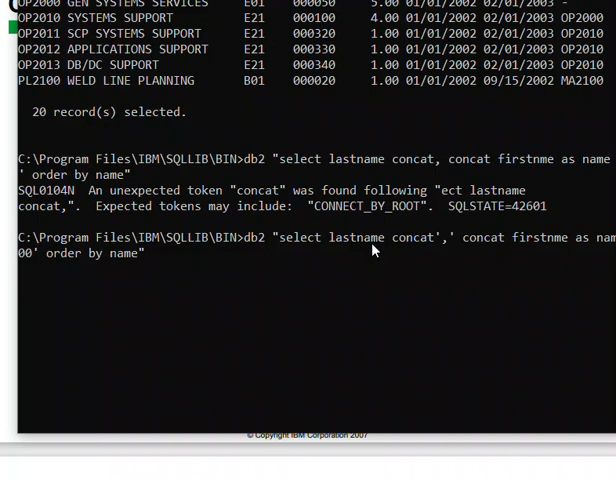 OP2000 GEN SYSTEMS SERVICES E01 000050 5.00 01/01/2002 02/01/2003 -
OP2010 SYSTEMS SUPPORT E21 000100 4.00 01/01/2002 02/01/2003 OP2000
OP2011 SCP SYSTEMS SUPPORT E21 000320 1.00 01/01/2002 02/01/2003 OP2010
OP2012 APPLICATIONS SUPPORT E21 000330 1.00 01/01/2002 02/01/2003 OP2010
OP2013 DB/DC SUPPORT E21 000340 1.00 01/01/2002 02/01/2003 OP2010
PL2100 WELD LINE PLANNING B01 000020 1.00 01/01/2002 09/15/2002 MA2100
20 record(s) selected.
C:\Program Files\IBM\SQLLIB\BIN>db2 "select lastname concat, concat firstnme as name
' order by name"
SQL0104N An unexpected token "concat" was found following "ect lastname
concat,". Expected tokens may include: "CONNECT_BY_ROOT". SQLSTATE=42601
C:\Program Files\IBM\SQLLIB\BIN>db2 "select lastname concat',' concat firstnme as nam
00' order by name"
© Copyright IBM Corporation 2007